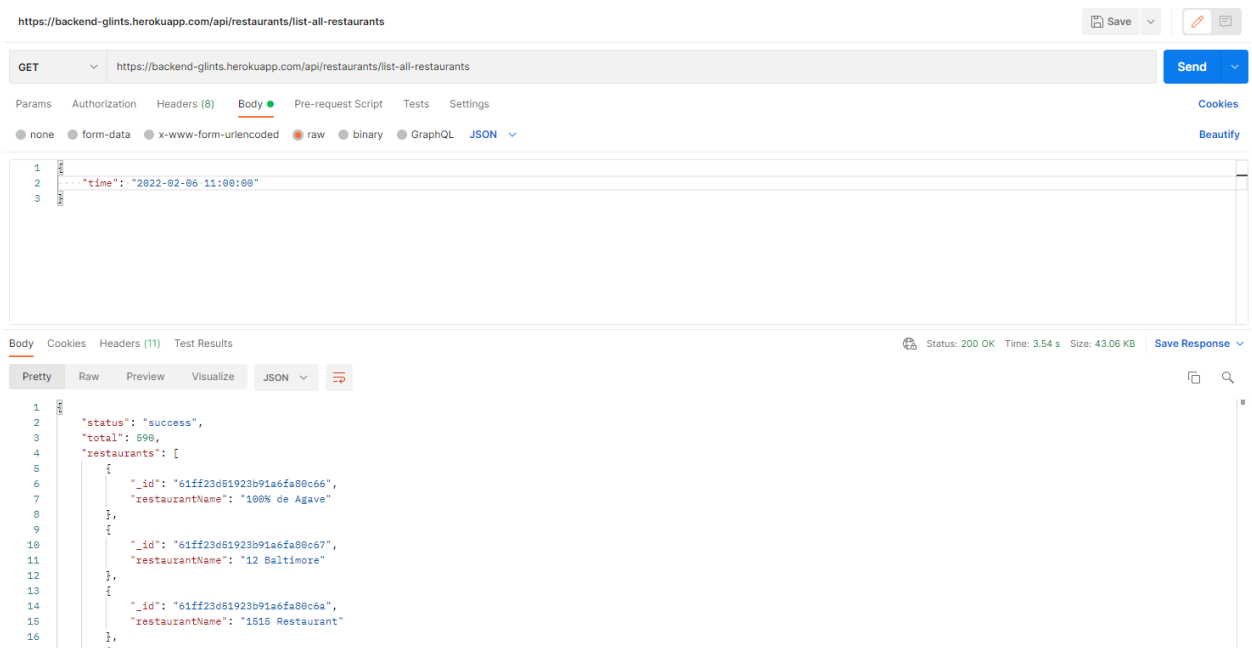 https://backend-glints.herokuapp.com/api/restaurants/list-all-restaurants
Save
GET
https://backend-glints.herokuapp.com/api/restaurants/list-all-restaurants
Send
Params Authorization Headers (8) Body Pre-request Script Tests Settings Cookies
none form-data x-www-form-urlencoded raw binary GraphQL JSON Beautify
1 {
2 "time": "2022-02-06 11:00:00"
3 }
Body Cookies Headers (11) Test Results Status: 200 OK Time: 3.54 s Size: 43.06 KB Save Response
Pretty Raw Preview Visualize JSON
1 {
2 "status": "success",
3 "total": 590,
4 "restaurants": [
5 {
6 "_id": "61ff23d51923b91a6fa80c66",
7 "restaurantName": "100% de Agave"
8 },
9 {
10 "_id": "61ff23d51923b91a6fa80c67",
11 "restaurantName": "12 Baltimore"
12 },
13 {
14 "_id": "61ff23d51923b91a6fa80c6a",
15 "restaurantName": "1515 Restaurant"
16 },